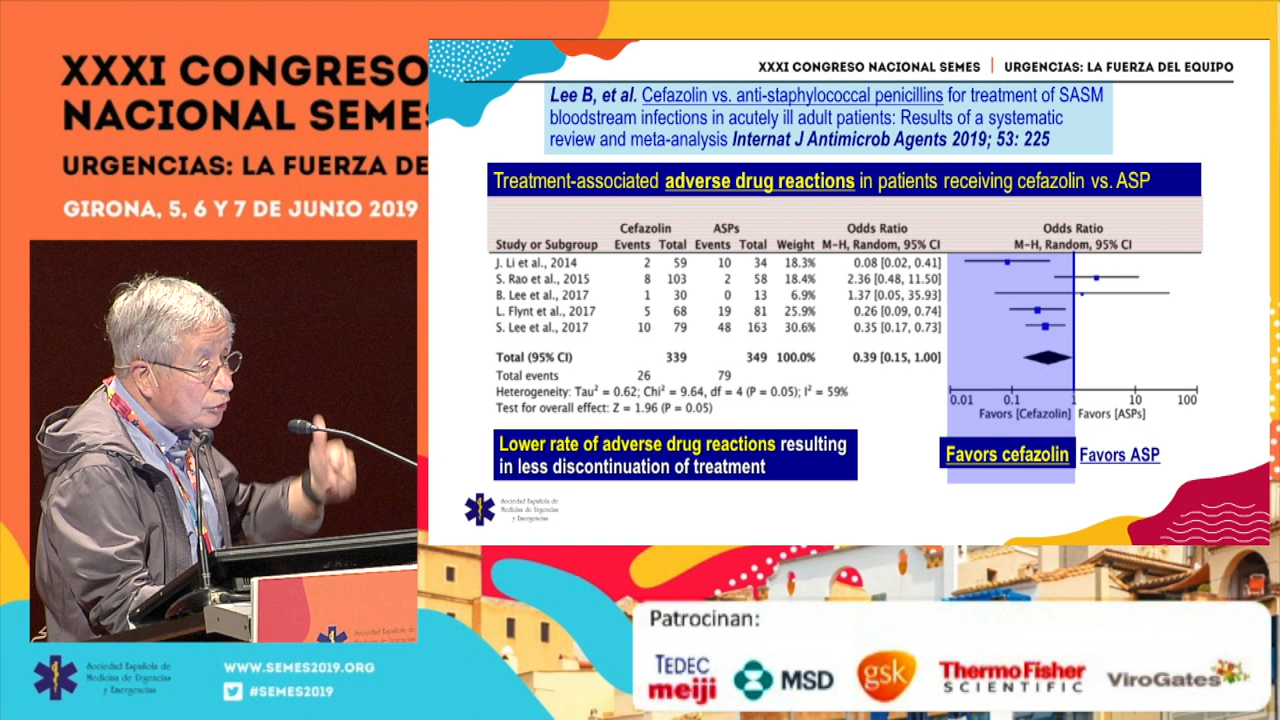 XXXI CONGRESO
NACIONAL SEMES
URGENCIAS: LA FUERZA DE
GIRONA, 5, 6 Y 7 DE JUNIO 2019
XXXI CONGRESO NACIONAL SEMES | URGENCIAS: LA FUERZA DEL EQUIPO
Lee B, et al. Cefazolin vs. anti-staphylococcal penicillins for treatment of SASM
bloodstream infections in acutely ill adult patients: Results of a systematic
review and meta-analysis Internat J Antimicrob Agents 2019; 53: 225
Treatment-associated adverse drug reactions in patients receiving cefazolin vs. ASP
Cefazolin ASPs Odds Ratio Odds Ratio
Study or Subgroup Events Total Events Total Weight M-H, Random, 95% CI M-H, Random, 95% CI
J. Li et al., 2014 2 59 10 34 18.3% 0.08 [0.02, 0.41]
S. Rao et al., 2015 8 103 2 58 18.4% 2.36 [0.48, 11.50]
B. Lee et al., 2017 1 30 0 13 6.9% 1.37 [0.05, 35.93]
L. Flynt et al., 2017 5 68 19 81 25.9% 0.26 [0.09, 0.74]
S. Lee et al., 2017 10 79 48 163 30.6% 0.35 [0.17, 0.73]
Total (95% CI) 339 349 100.0% 0.39 [0.15, 1.00]
Total events 26 79
Heterogeneity: Tau² = 0.62; Chi² = 9.64, df = 4 (P = 0.05); I² = 59%
Test for overall effect: Z = 1.96 (P = 0.05)
0.01 0.1 1 10 100
Favors [Cefazolin] Favors [ASPs]
Lower rate of adverse drug reactions resulting
in less discontinuation of treatment
Favors cefazolin Favors ASP
Sociedad Española de
Medicina de Urgencias
y Emergencias
Sociedad Española de
Sociedad Española de
Medicina de Urgencias
y Emergencias
WWW.SEMES2019.ORG
#SEMES2019
Patrocinan:
TEDEC
meiji
MSD
gsk
ThermoFisher
SCIENTIFIC
ViroGates